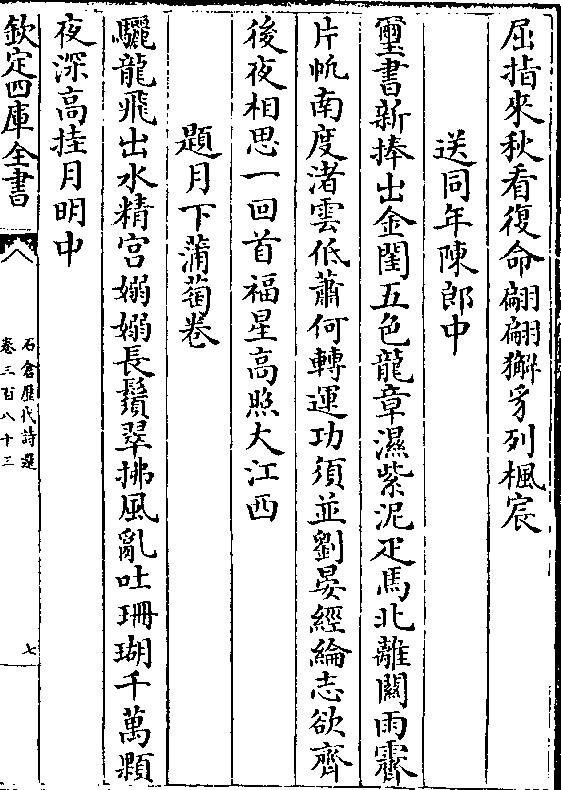 屈指來秋看復命翩翩獬豸列楓宸
送同年陳郎中
璽書新捧出金閨五色龍章濕紫泥疋馬北離關雨霽
片帆南度渚雲低蕭何轉運功須並劉晏經綸志欲齊
後夜相思一回首福星高照大江西
題月下蒲萄卷
驪龍飛出水精宮嫋嫋長鬚翠拂風亂吐珊瑚千萬顆
夜深高挂月明中
欽定四庫全書
石倉歷代詩選
卷三百八十三
七